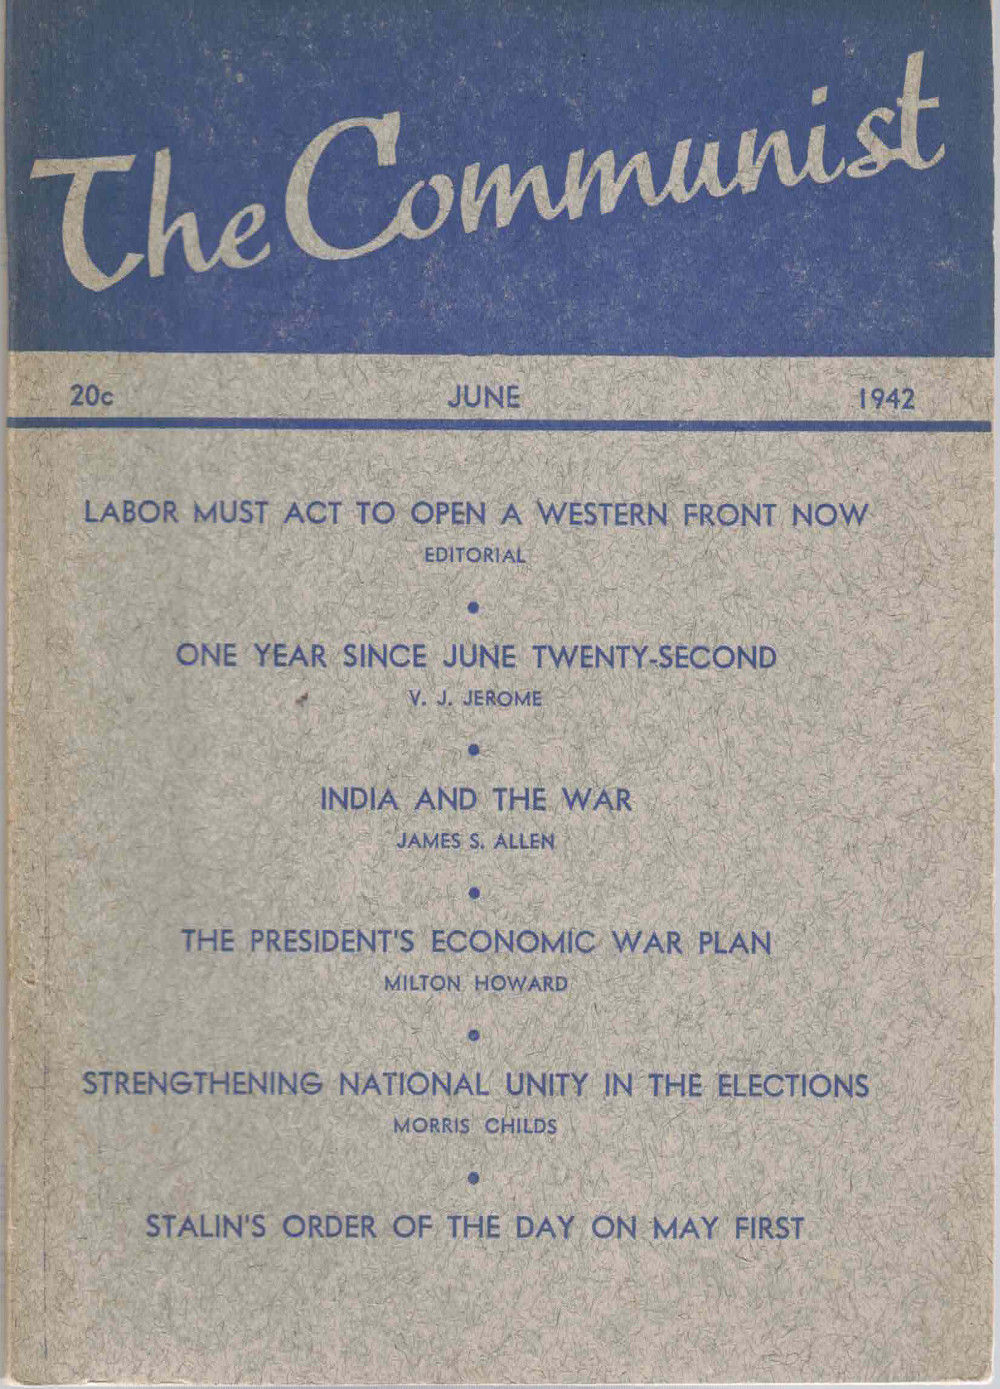 The Communist
20c JUNE 1942
LABOR MUST ACT TO OPEN A WESTERN FRONT NOW
EDITORIAL
•
ONE YEAR SINCE JUNE TWENTY-SECOND
V. J. JEROME
•
INDIA AND THE WAR
JAMES S. ALLEN
•
THE PRESIDENT'S ECONOMIC WAR PLAN
MILTON HOWARD
•
STRENGTHENING NATIONAL UNITY IN THE ELECTIONS
MORRIS CHILDS
•
STALIN'S ORDER OF THE DAY ON MAY FIRST